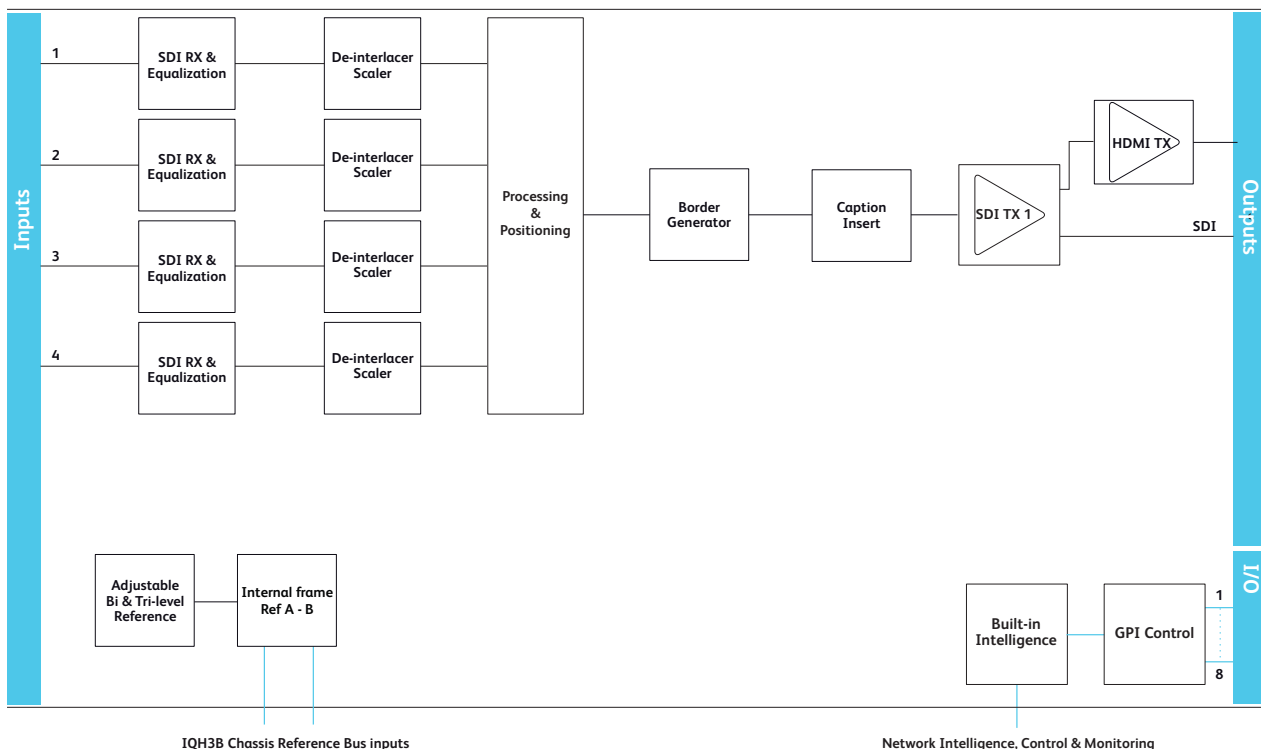 Inputs
1
SDI RX &
Equalization
De-interlacer
Scaler
2
SDI RX &
Equalization
De-interlacer
Scaler
3
SDI RX &
Equalization
De-interlacer
Scaler
4
SDI RX &
Equalization
De-interlacer
Scaler
Processing
&
Positioning
Border
Generator
Caption
Insert
SDI TX 1
HDMI TX
SDI
Outputs
Adjustable
Bi & Tri-level
Reference
Internal frame
Ref A - B
IQH3B Chassis Reference Bus inputs
Built-in
Intelligence
GPI Control
1
8
I/O
Network Intelligence, Control & Monitoring